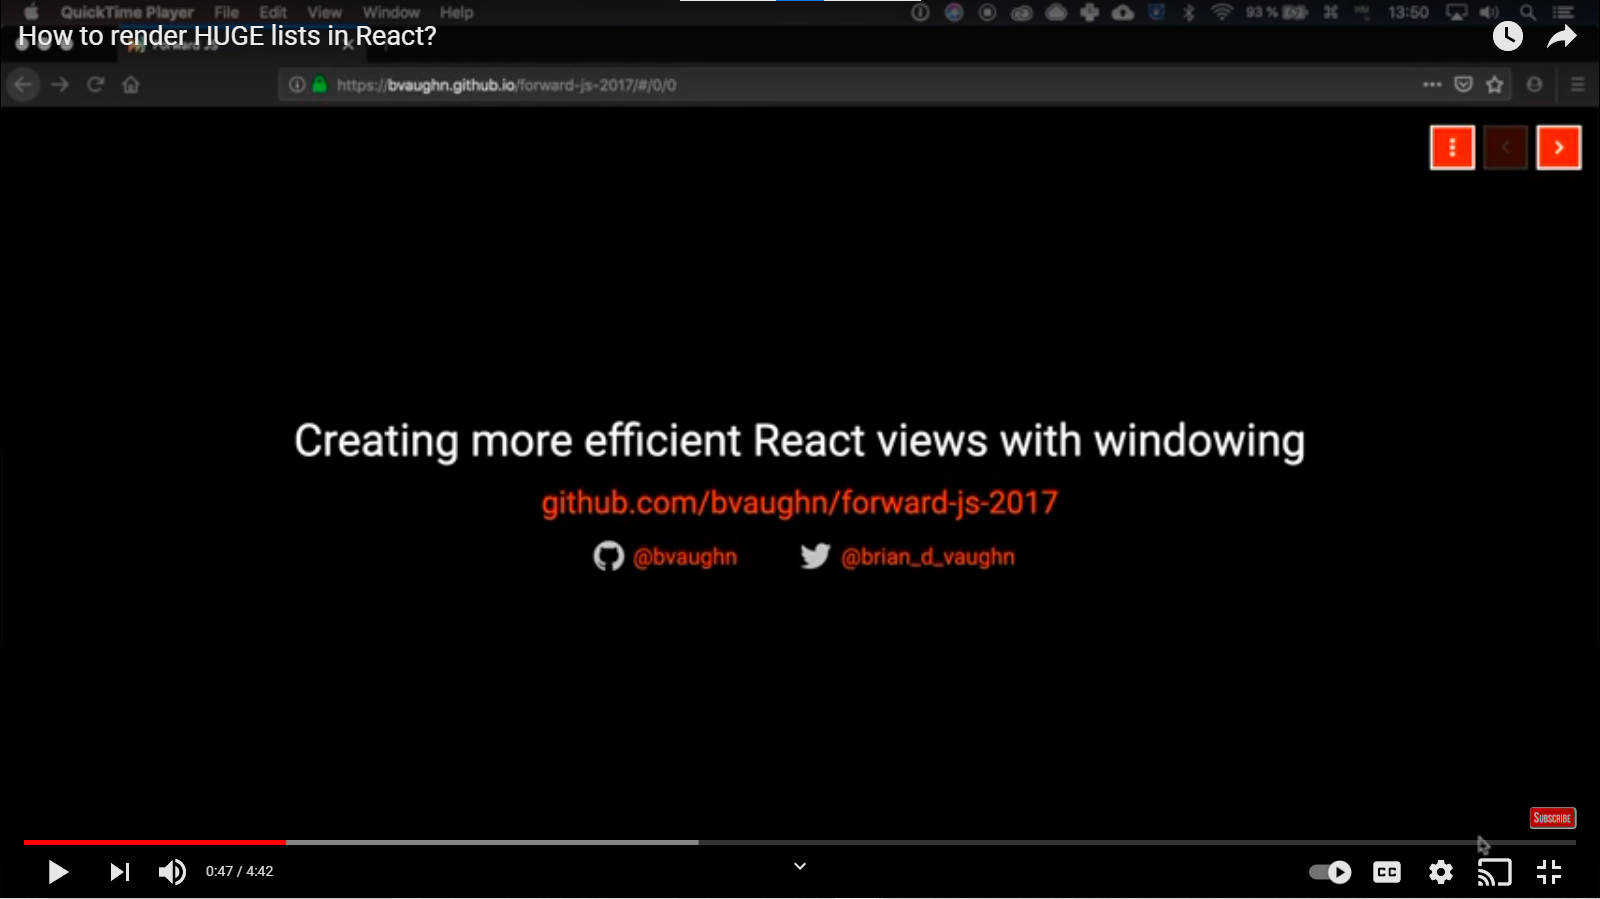 QuickTime Player File Edit View Window Help 93 % 13:50
How to render HUGE lists in React?
https://bvaughn.github.io/forward-js-2017/#/0/0
Creating more efficient React views with windowing
github.com/bvaughn/forward-js-2017
@bvaughn @brian_d_vaughn
SUBSCRIBE
0:47 / 4:42
CC